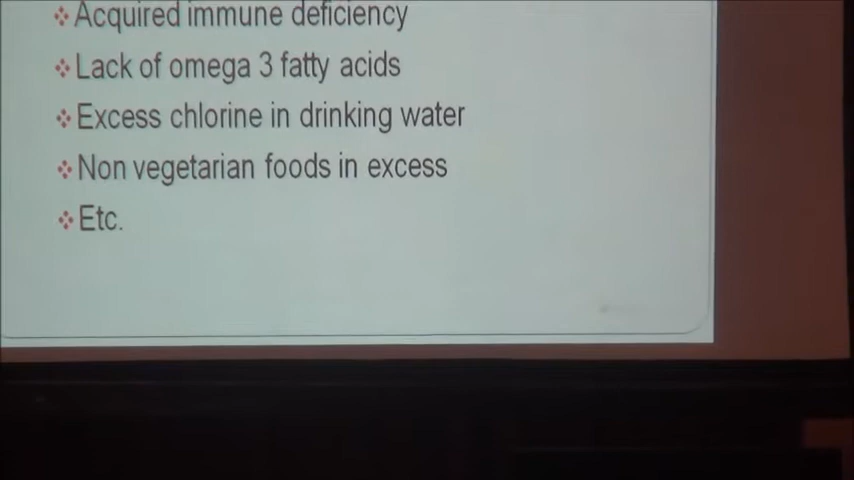 Acquired immune deficiency
Lack of omega 3 fatty acids
Excess chlorine in drinking water
Non vegetarian foods in excess
Etc.